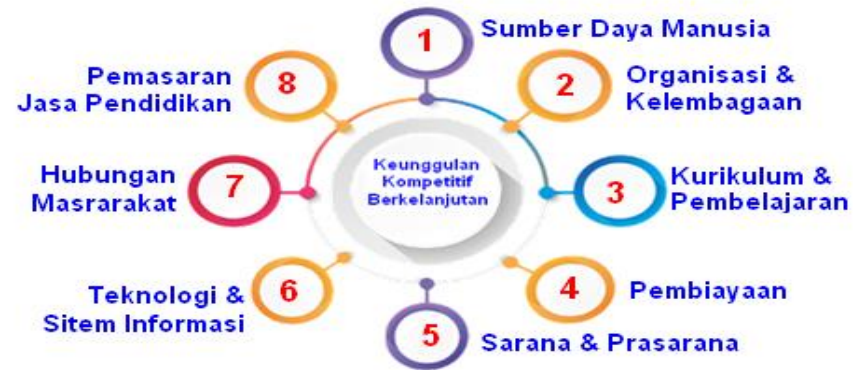 1
Sumber Daya Manusia
2
Organisasi &
Kelembagaan
3
Kurikulum &
Pembelajaran
4
Pembiayaan
5
Sarana & Prasarana
6
Teknologi &
Sitem Informasi
7
Hubungan
Masrarakat
8
Pemasaran
Jasa Pendidikan
Keunggulan
Kompetitif
Berkelanjutan